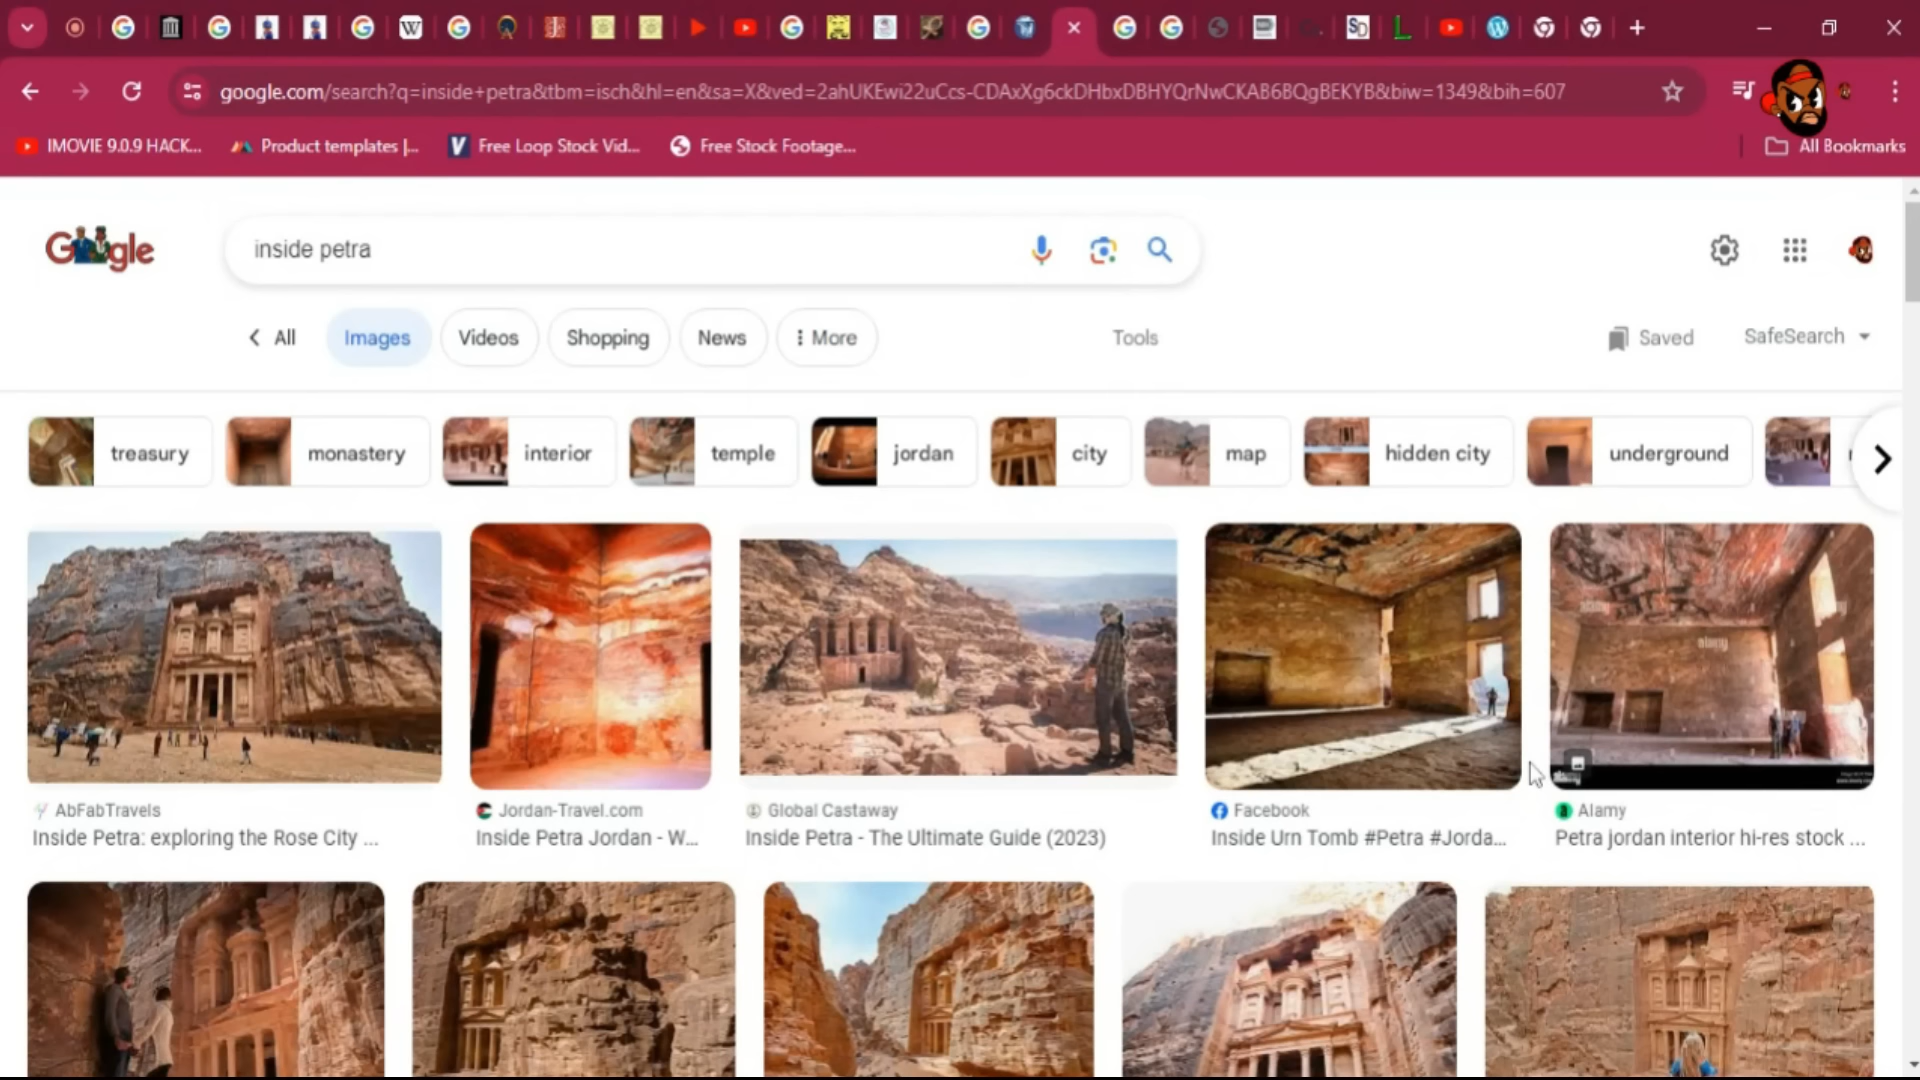 google.com/search?q=inside+petra&tbm=isch&hl=en&sa=X&ved=2ahUKEwi22uCcs-CDAxXg6ckDHbxDBHYQrNwCKAB6BQgBEKYB&biw=1349&bih=607
IMOVIE 9.0.9 HACK... Product templates |... Free Loop Stock Vid... Free Stock Footage... All Bookmarks
Google inside petra
All Images Videos Shopping News More Tools Saved SafeSearch
treasury monastery interior temple jordan city map hidden city underground
alamy
AbFabTravels Jordan-Travel.com Global Castaway Facebook Alamy
Inside Petra: exploring the Rose City ... Inside Petra Jordan - W... Inside Petra - The Ultimate Guide (2023) Inside Urn Tomb #Petra #Jorda... Petra jordan interior hi-res stock ...